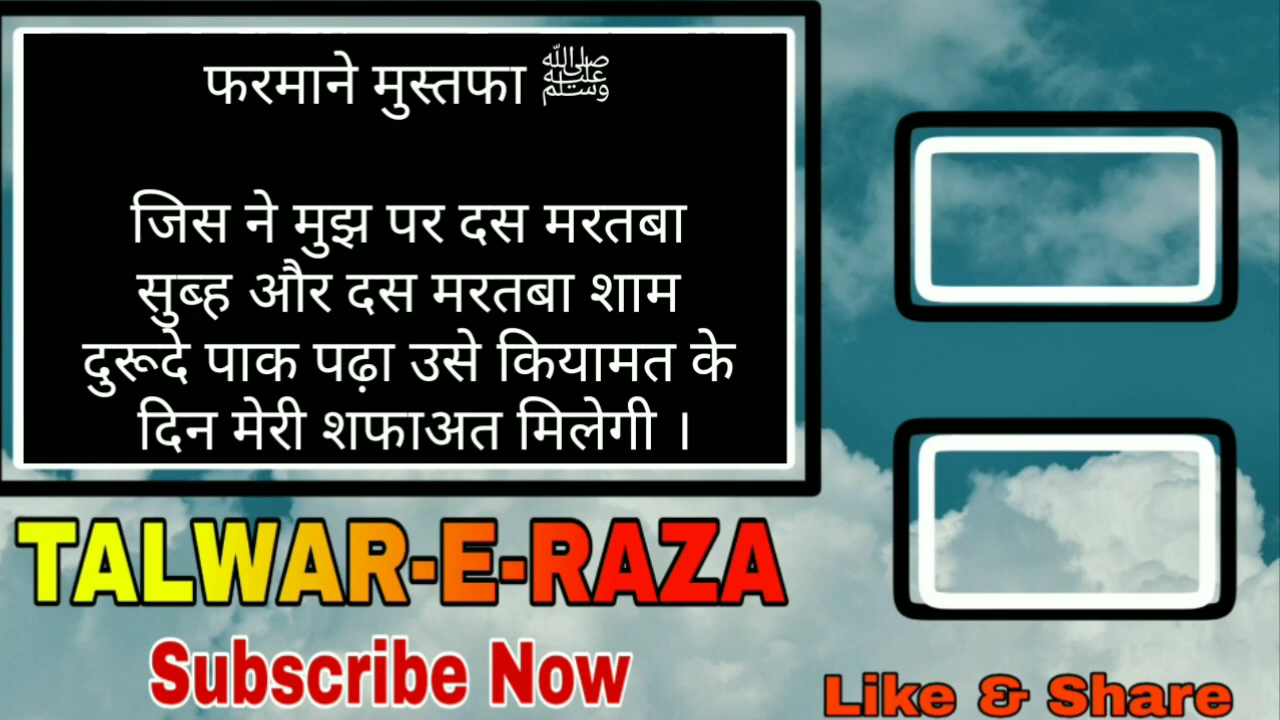 फरमाने मुस्तफा ﷺ
जिस ने मुझ पर दस मरतबा
सुब्ह और दस मरतबा शाम
दुरूदे पाक पढ़ा उसे कियामत के
दिन मेरी शफाअत मिलेगी ।
TALWAR-E-RAZA
Subscribe Now
Like & Share